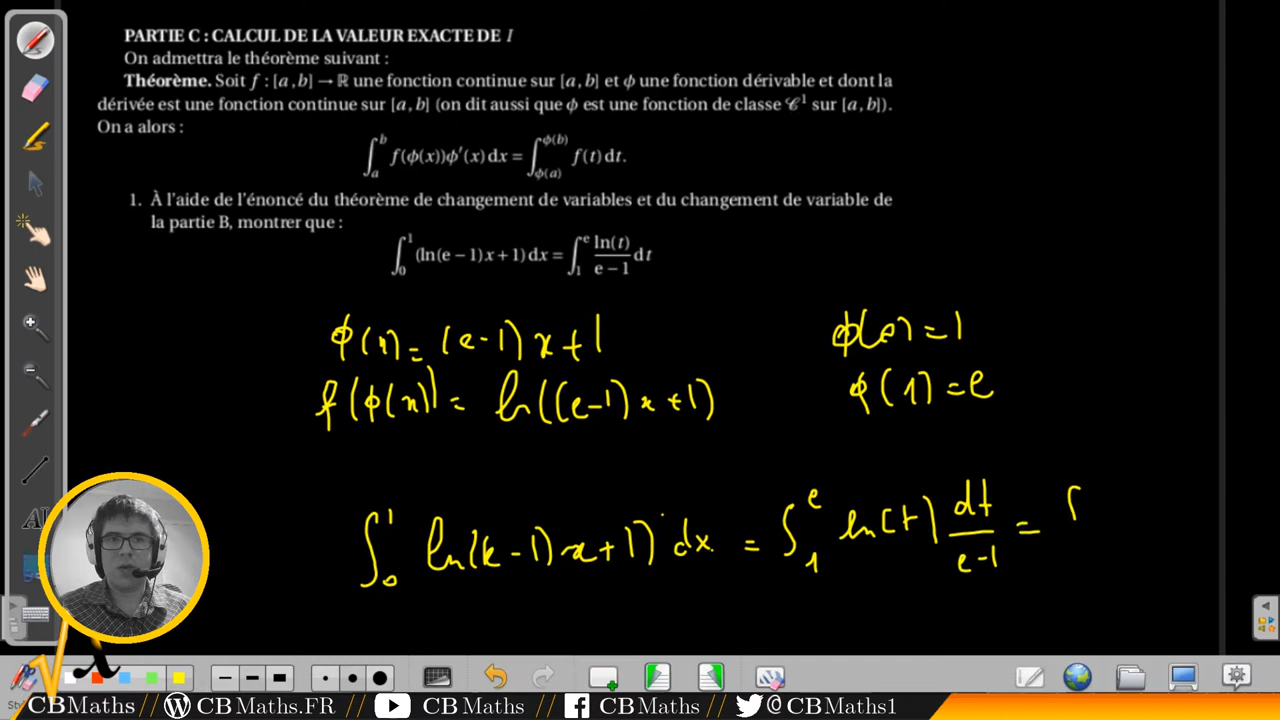 PARTIE C : CALCUL DE LA VALEUR EXACTE DE I
On admettra le théorème suivant :
Théorème. Soit f : [a,b] → ℝ une fonction continue sur [a,b] et ϕ une fonction dérivable et dont la
dérivée est une fonction continue sur [a,b] (on dit aussi que ϕ est une fonction de classe 𝒞¹ sur [a,b]).
On a alors :
∫_a^b f(ϕ(x))ϕ′(x) dx = ∫_{ϕ(a)}^{ϕ(b)} f(t) dt.
1. À l'aide de l'énoncé du théorème de changement de variables et du changement de variable de
la partie B, montrer que :
∫_0^1 (ln(e − 1)x + 1) dx = ∫_1^e ln(t)/(e − 1) dt
ϕ(x) = (e-1)x+1
ϕ(0) = 1
f(ϕ(x)) = ln((e-1)x+1)
ϕ(1) = e
∫_0^1 ln(e-1)x+1) dx = ∫_1^e ln(t) dt/(e-1) =
CBMaths CBMaths.FR CBMaths CBMaths @CBMaths1